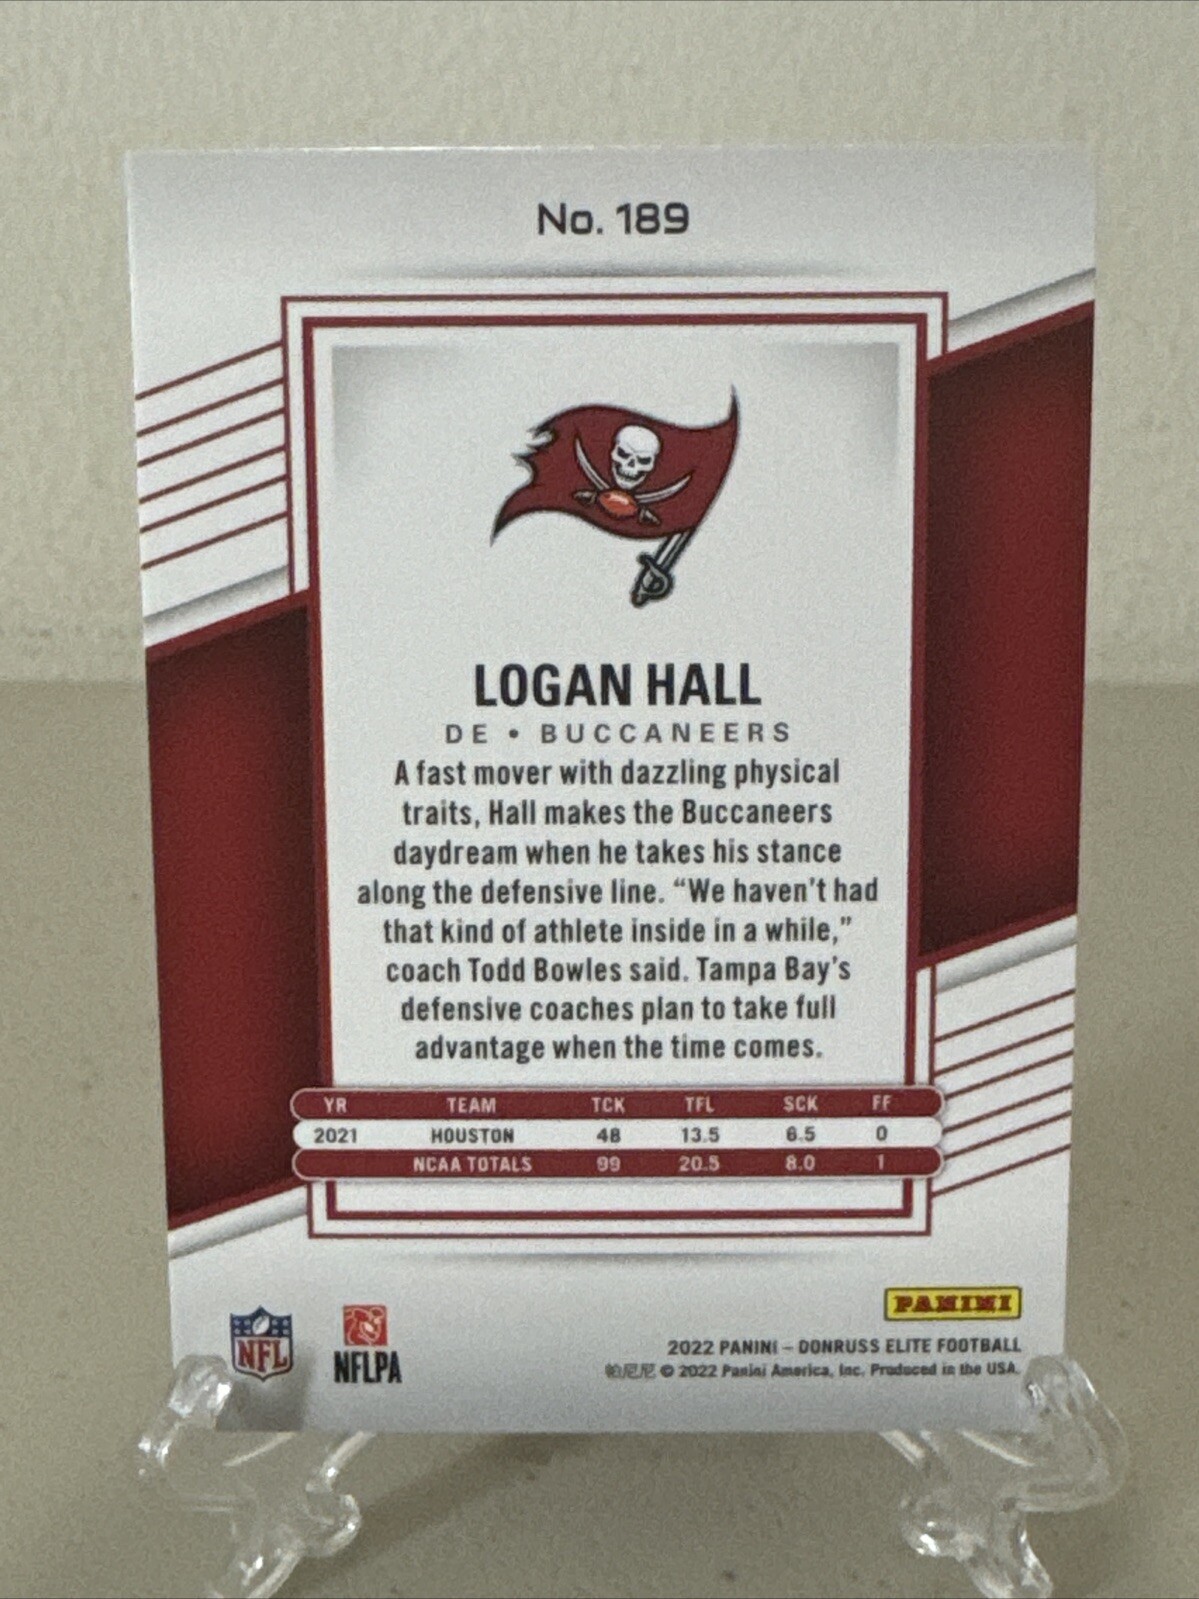 No. 189
LOGAN HALL
DE • BUCCANEERS
A fast mover with dazzling physical
traits, Hall makes the Buccaneers
daydream when he takes his stance
along the defensive line. “We haven't had
that kind of athlete inside in a while,”
coach Todd Bowles said. Tampa Bay's
defensive coaches plan to take full
advantage when the time comes.
YR TEAM TCK TFL SCK FF
2021 HOUSTON 48 13.5 6.5 0
NCAA TOTALS 99 20.5 8.0 1
PANINI
NFL
NFLPA
2022 PANINI – DONRUSS ELITE FOOTBALL
帕尼尼 © 2022 Panini America, Inc. Produced in the USA.